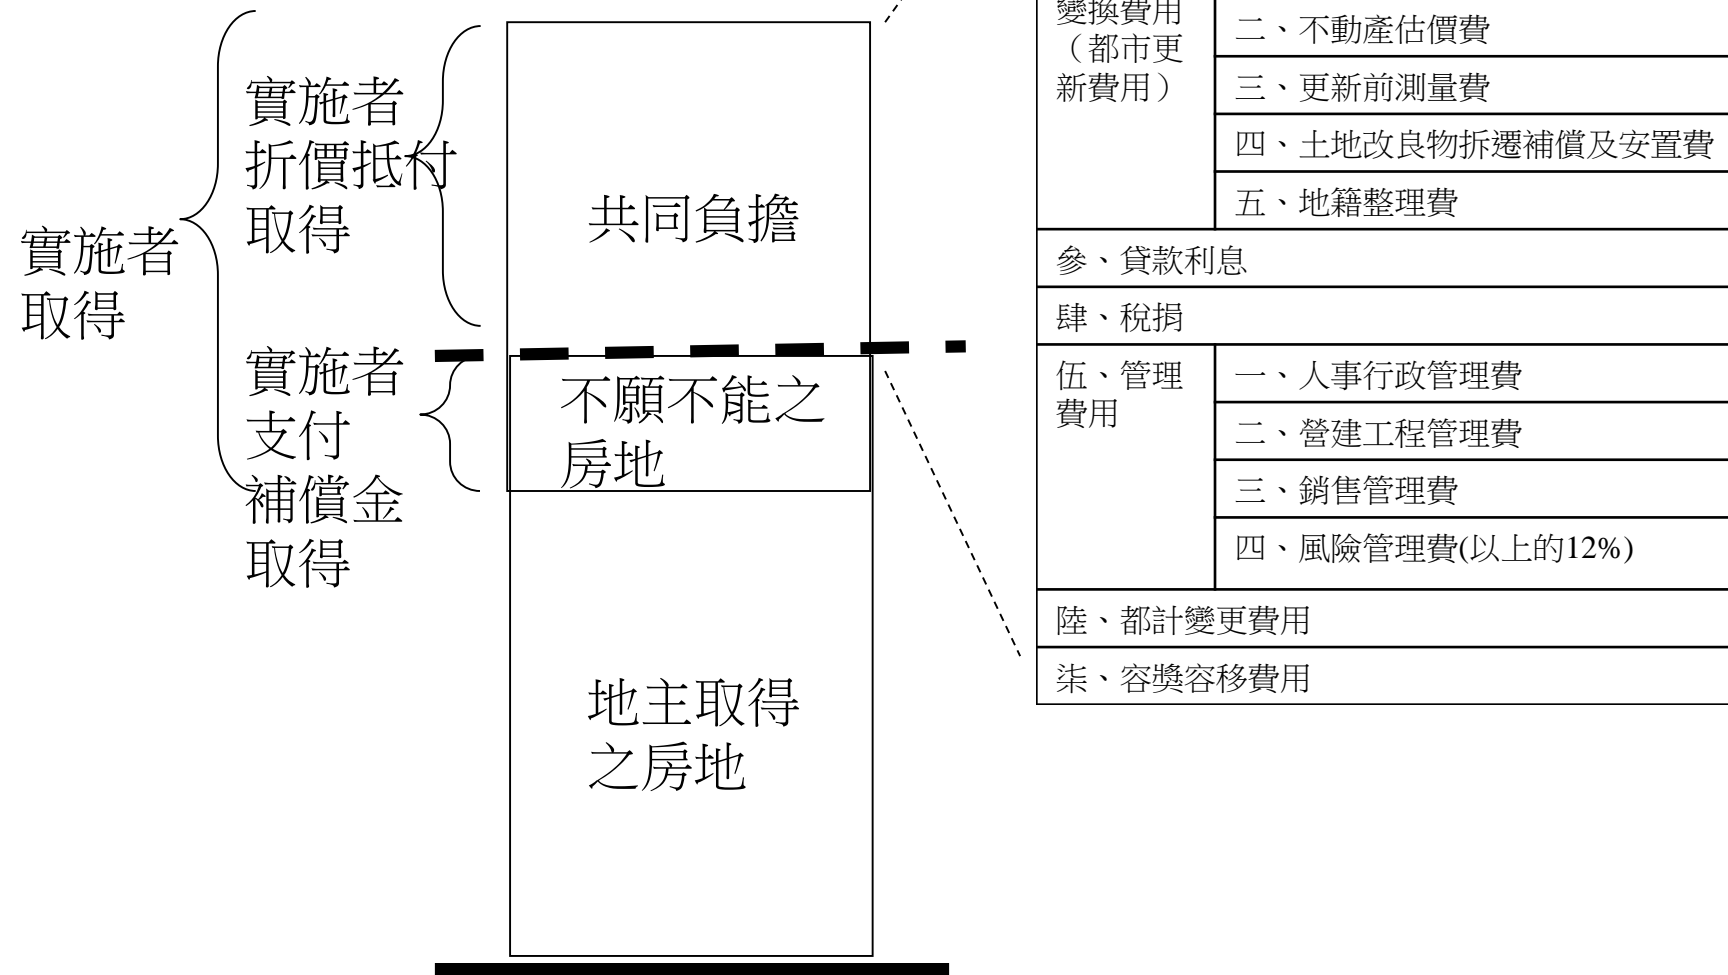 實施者
取得
實施者
折價抵付
取得
實施者
支付
補償金
取得
共同負擔
不願不能之
房地
地主取得
之房地
變換費用
（都市更
新費用）
二、不動產估價費
三、更新前測量費
四、土地改良物拆遷補償及安置費
五、地籍整理費
參、貸款利息
肆、稅捐
伍、管理
費用
一、人事行政管理費
二、營建工程管理費
三、銷售管理費
四、風險管理費(以上的12%)
陸、都計變更費用
柒、容獎容移費用